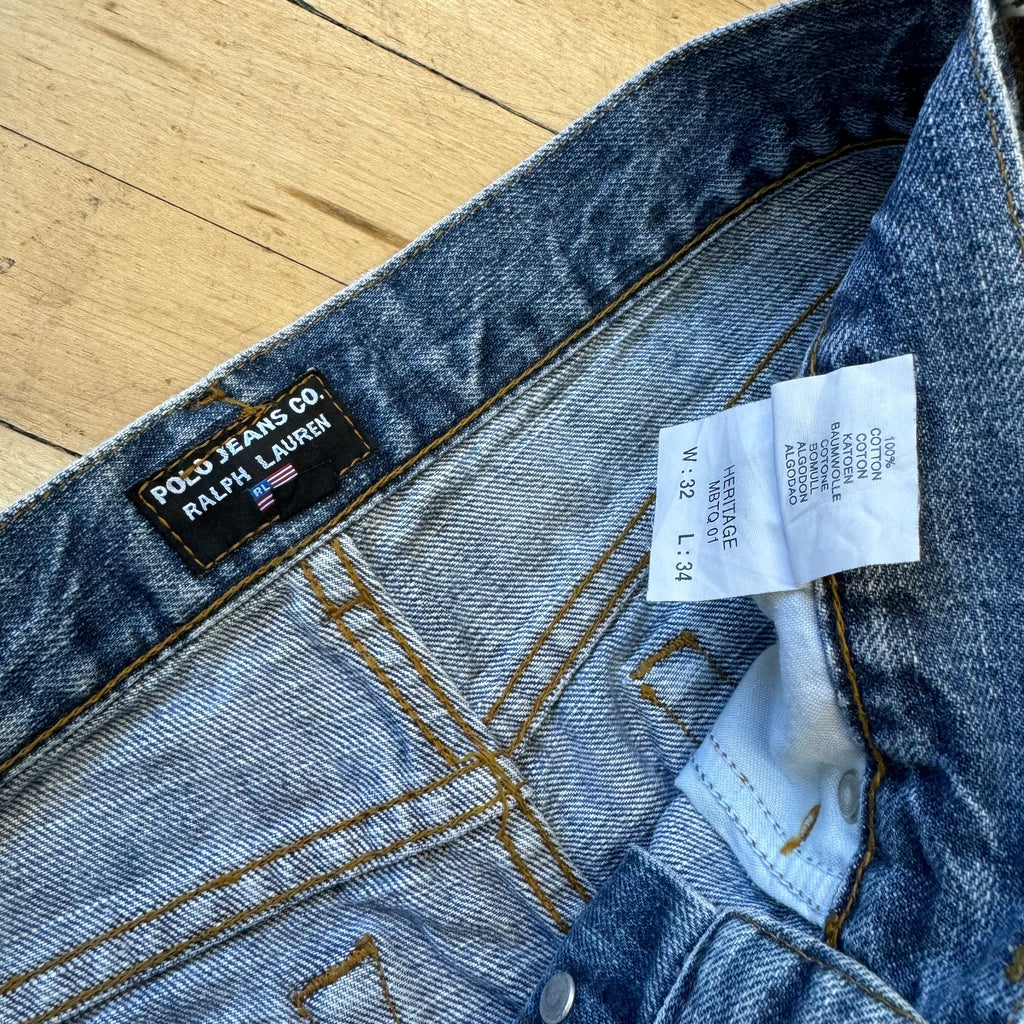 POLO JEANS CO.
RALPH LAUREN
RL
HERITAGE
MBTQ 01
W : 32 L : 34
100%
COTTON
COTON
KATOEN
BAUMWOLLE
COTONE
BOMULL
ALGODON
ALGODAO